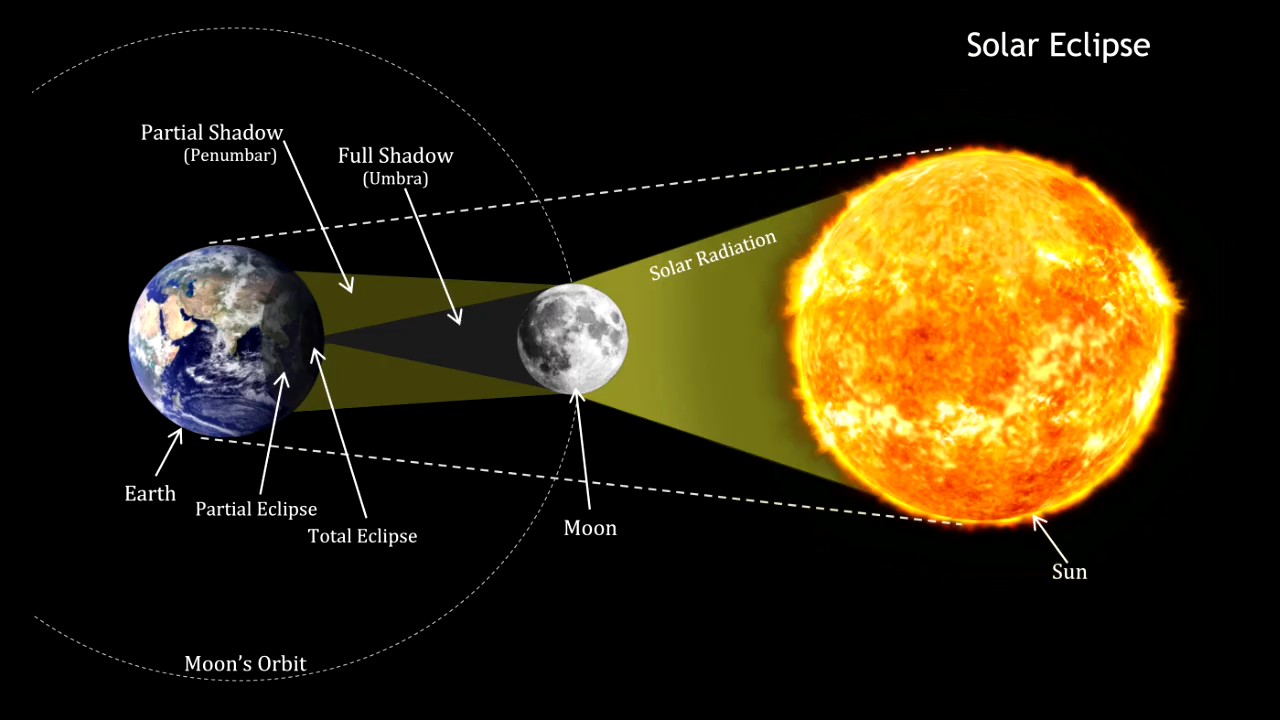 Solar Eclipse
Partial Shadow
(Penumbar)
Full Shadow
(Umbra)
Solar Radiation
Earth
Partial Eclipse
Total Eclipse
Moon
Sun
Moon’s Orbit